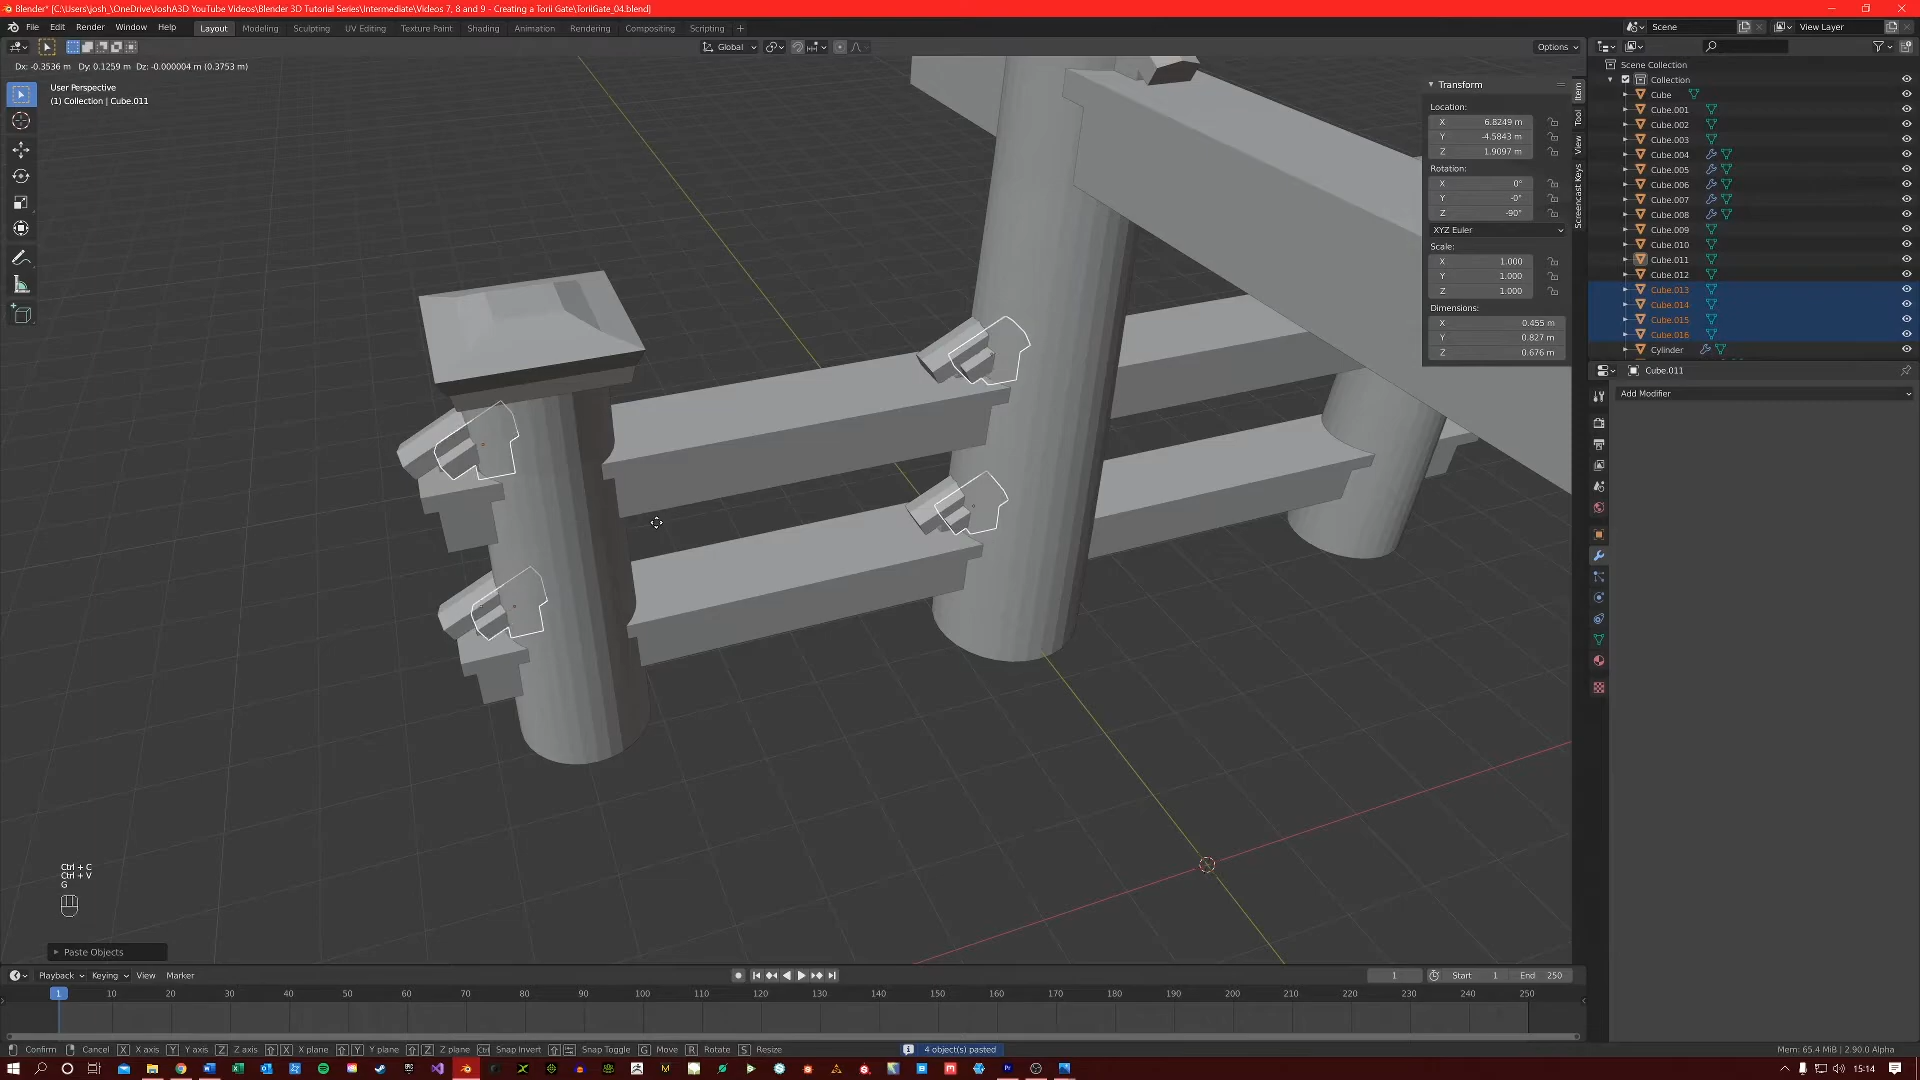 Blender* [C:\Users\josh_\OneDrive\JoshA3D YouTube Videos\Blender 3D Tutorial Series\Intermediate\Videos 7, 8 and 9 - Creating a Torii Gate\ToriiGate_04.blend]
File Edit Render Window Help Layout Modeling Sculpting UV Editing Texture Paint Shading Animation Rendering Compositing Scripting + Scene View Layer
Global Options
Dx: -0.3536 m Dy: 0.1259 m Dz: -0.000004 m (0.3753 m)
User Perspective
(1) Collection | Cube.011
Transform
Location:
X 6.8249 m
Y -4.5843 m
Z 1.9097 m
Rotation:
X 0°
Y -0°
Z -90°
XYZ Euler
Scale:
X 1.000
Y 1.000
Z 1.000
Dimensions:
X 0.455 m
Y 0.827 m
Z 0.676 m
Item
Tool
View
Screencast Keys
Scene Collection
Collection
Cube
Cube.001
Cube.002
Cube.003
Cube.004
Cube.005
Cube.006
Cube.007
Cube.008
Cube.009
Cube.010
Cube.011
Cube.012
Cube.013
Cube.014
Cube.015
Cube.016
Cylinder
Cube.011
Add Modifier
Ctrl + C
Ctrl + V
G
Paste Objects
Playback Keying View Marker 1 Start 1 End 250
1 10 20 30 40 50 60 70 80 90 100 110 120 130 140 150 160 170 180 190 200 210 220 230 240 250
Confirm Cancel X X axis Y Y axis Z Z axis X X plane Y Y plane Z Z plane Snap Invert Snap Toggle G Move R Rotate S Resize 4 object(s) pasted Mem: 65.4 MiB | 2.90.0 Alpha
15:14